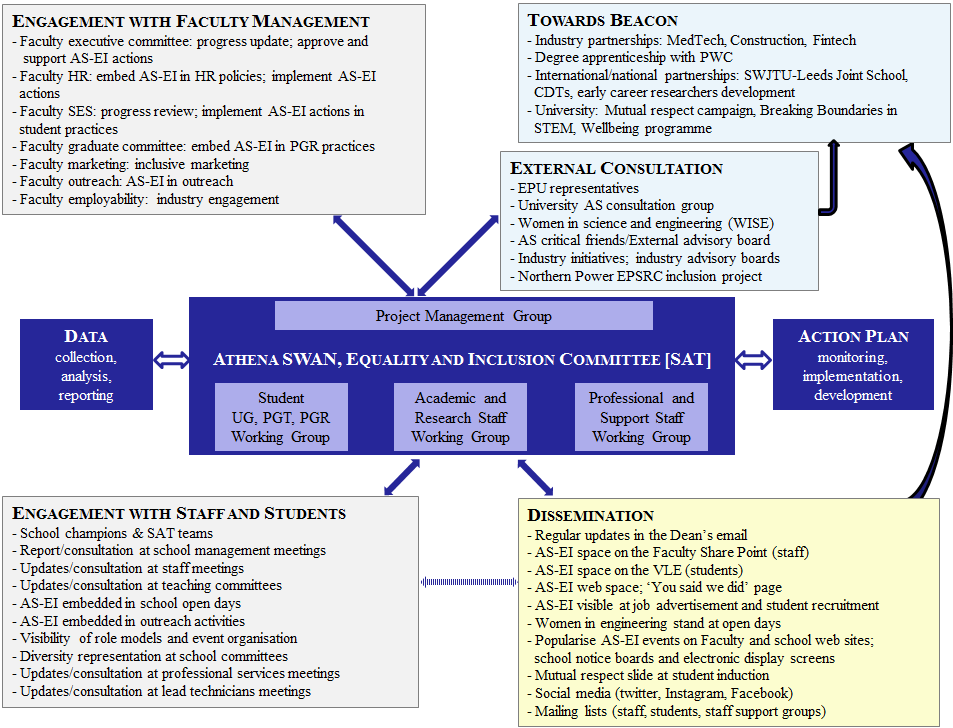 ENGAGEMENT WITH FACULTY MANAGEMENT
- Faculty executive committee: progress update; approve and
support AS-EI actions
- Faculty HR: embed AS-EI in HR policies; implement AS-EI
actions
- Faculty SES: progress review; implement AS-EI actions in
student practices
- Faculty graduate committee: embed AS-EI in PGR practices
- Faculty marketing: inclusive marketing
- Faculty outreach: AS-EI in outreach
- Faculty employability: industry engagement
TOWARDS BEACON
- Industry partnerships: MedTech, Construction, Fintech
- Degree apprenticeship with PWC
- International/national partnerships: SWJTU-Leeds Joint School,
CDTs, early career researchers development
- University: Mutual respect campaign, Breaking Boundaries in
STEM, Wellbeing programme
EXTERNAL CONSULTATION
- EPU representatives
- University AS consultation group
- Women in science and engineering (WISE)
- AS critical friends/External advisory board
- Industry initiatives; industry advisory boards
- Northern Power EPSRC inclusion project
DATA
collection,
analysis,
reporting
Project Management Group
ATHENA SWAN, EQUALITY AND INCLUSION COMMITTEE [SAT]
Student
UG, PGT, PGR
Working Group
Academic and
Research Staff
Working Group
Professional and
Support Staff
Working Group
ACTION PLAN
monitoring,
implementation,
development
ENGAGEMENT WITH STAFF AND STUDENTS
- School champions & SAT teams
- Report/consultation at school management meetings
- Updates/consultation at staff meetings
- Updates/consultation at teaching committees
- AS-EI embedded in school open days
- AS-EI embedded in outreach activities
- Visibility of role models and event organisation
- Diversity representation at school committees
- Updates/consultation at professional services meetings
- Updates/consultation at lead technicians meetings
DISSEMINATION
- Regular updates in the Dean’s email
- AS-EI space on the Faculty Share Point (staff)
- AS-EI space on the VLE (students)
- AS-EI web space; ‘You said we did’ page
- AS-EI visible at job advertisement and student recruitment
- Women in engineering stand at open days
- Popularise AS-EI events on Faculty and school web sites;
school notice boards and electronic display screens
- Mutual respect slide at student induction
- Social media (twitter, Instagram, Facebook)
- Mailing lists (staff, students, staff support groups)